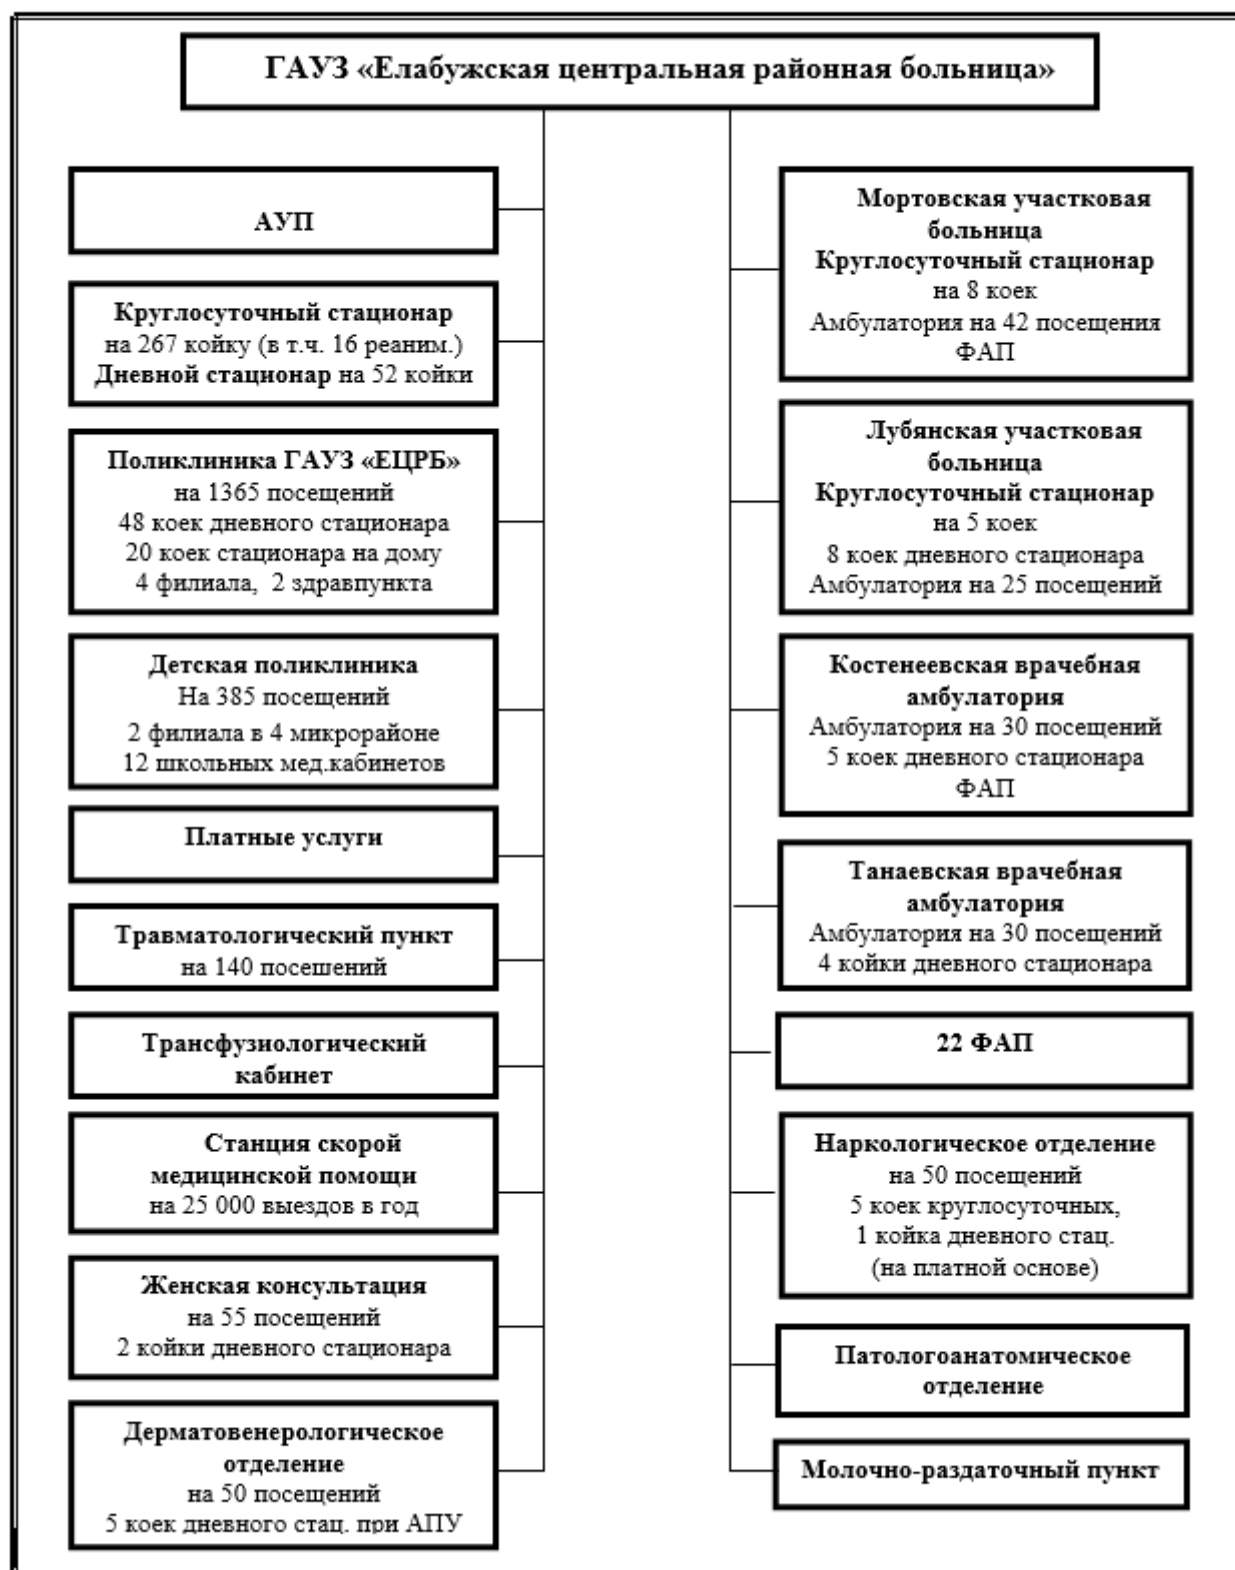 ГАУЗ «Елабужская центральная районная больница»
АУП
Круглосуточный стационар
на 267 койку (в т.ч. 16 реаним.)
Дневной стационар на 52 койки
Поликлиника ГАУЗ «ЕЦРБ»
на 1365 посещений
48 коек дневного стационара
20 коек стационара на дому
4 филиала, 2 здравпункта
Детская поликлиника
На 385 посещений
2 филиала в 4 микрорайоне
12 школьных мед.кабинетов
Платные услуги
Травматологический пункт
на 140 посещений
Трансфузиологический
кабинет
Станция скорой
медицинской помощи
на 25 000 выездов в год
Женская консультация
на 55 посещений
2 койки дневного стационара
Дерматовенерологическое
отделение
на 50 посещений
5 коек дневного стац. при АПУ
Мортовская участковая
больница
Круглосуточный стационар
на 8 коек
Амбулатория на 42 посещения
ФАП
Лубянская участковая
больница
Круглосуточный стационар
на 5 коек
8 коек дневного стационара
Амбулатория на 25 посещений
Костенеевская врачебная
амбулатория
Амбулатория на 30 посещений
5 коек дневного стационара
ФАП
Танаевская врачебная
амбулатория
Амбулатория на 30 посещений
4 койки дневного стационара
22 ФАП
Наркологическое отделение
на 50 посещений
5 коек круглосуточных,
1 койка дневного стац.
(на платной основе)
Патологоанатомическое
отделение
Молочно-раздаточный пункт